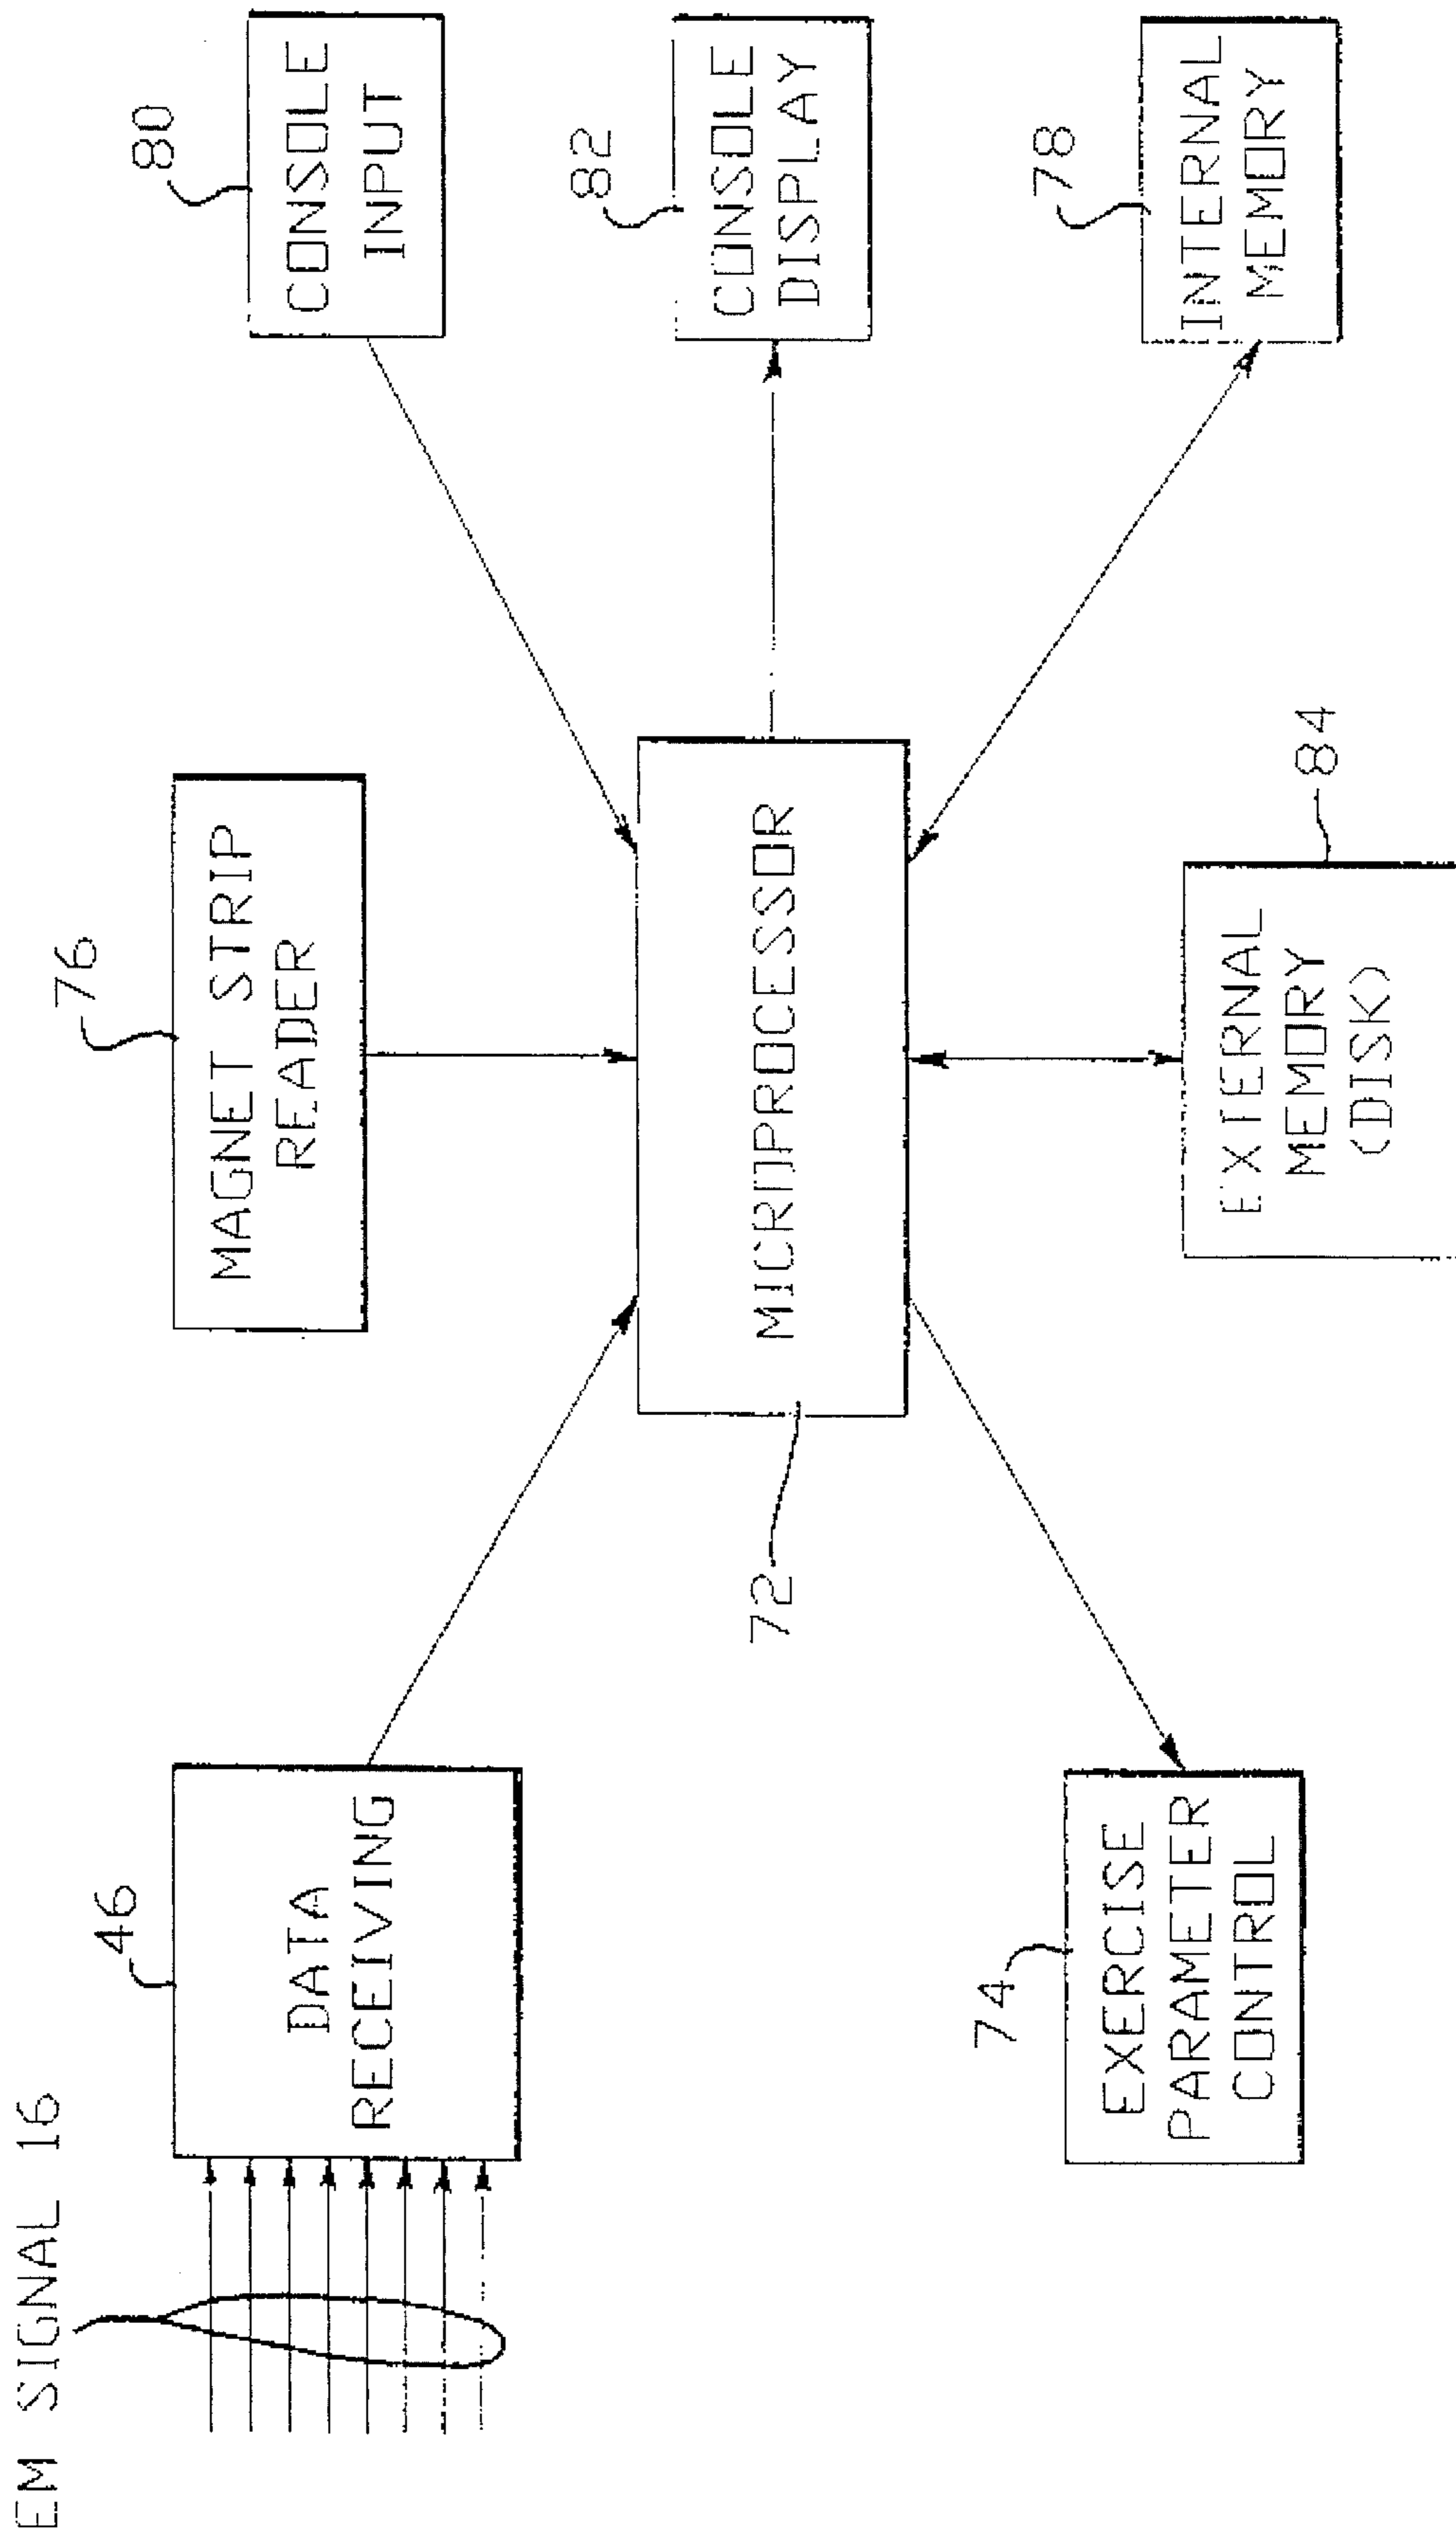 EM SIGNAL 16
46
DATA
RECEIVING
76
MAGNET STRIP
READER
80
CONSOLE
INPUT
72
MICROPROCESSOR
82
CONSOLE
DISPLAY
74
EXERCISE
PARAMETER
CONTROL
84
EXTERNAL
MEMORY
(DISK)
78
INTERNAL
MEMORY